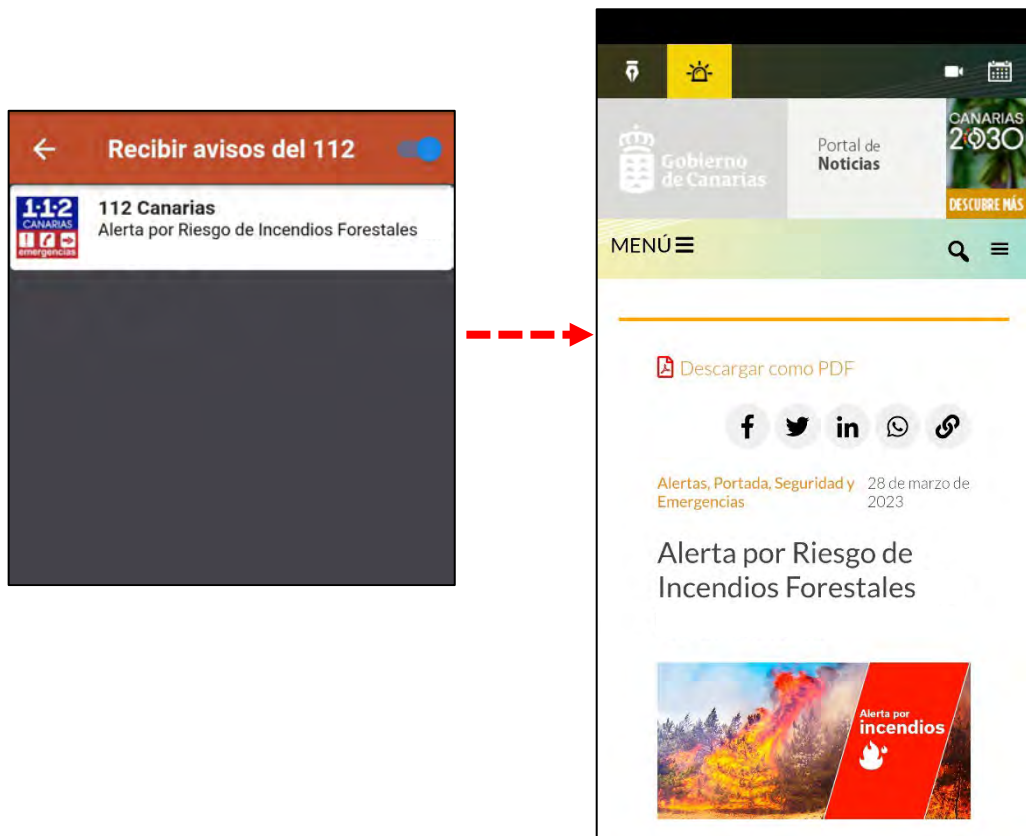 Recibir avisos del 112
1·1·2
CANARIAS
emergencias
112 Canarias
Alerta por Riesgo de Incendios Forestales
Gobierno
de Canarias
Portal de
Noticias
CANARIAS
2030
DESCUBRE MÁS
MENÚ
Descargar como PDF
Alertas, Portada, Seguridad y
Emergencias
28 de marzo de
2023
Alerta por Riesgo de
Incendios Forestales
Alerta por
incendios